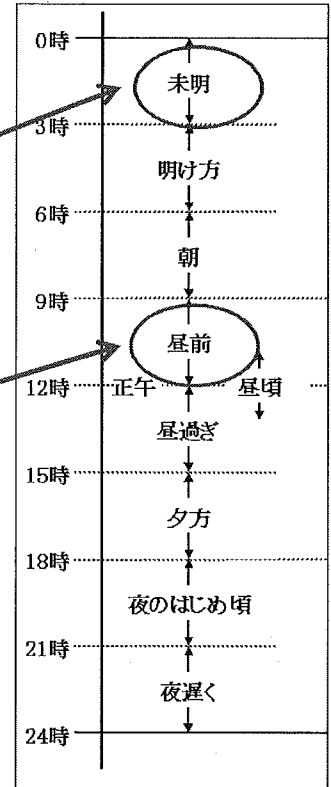 0時
未明
3時
明け方
6時
朝
9時
昼前
12時 正午 昼頃
昼過ぎ
15時
夕方
18時
夜のはじめ頃
21時
夜遅く
24時